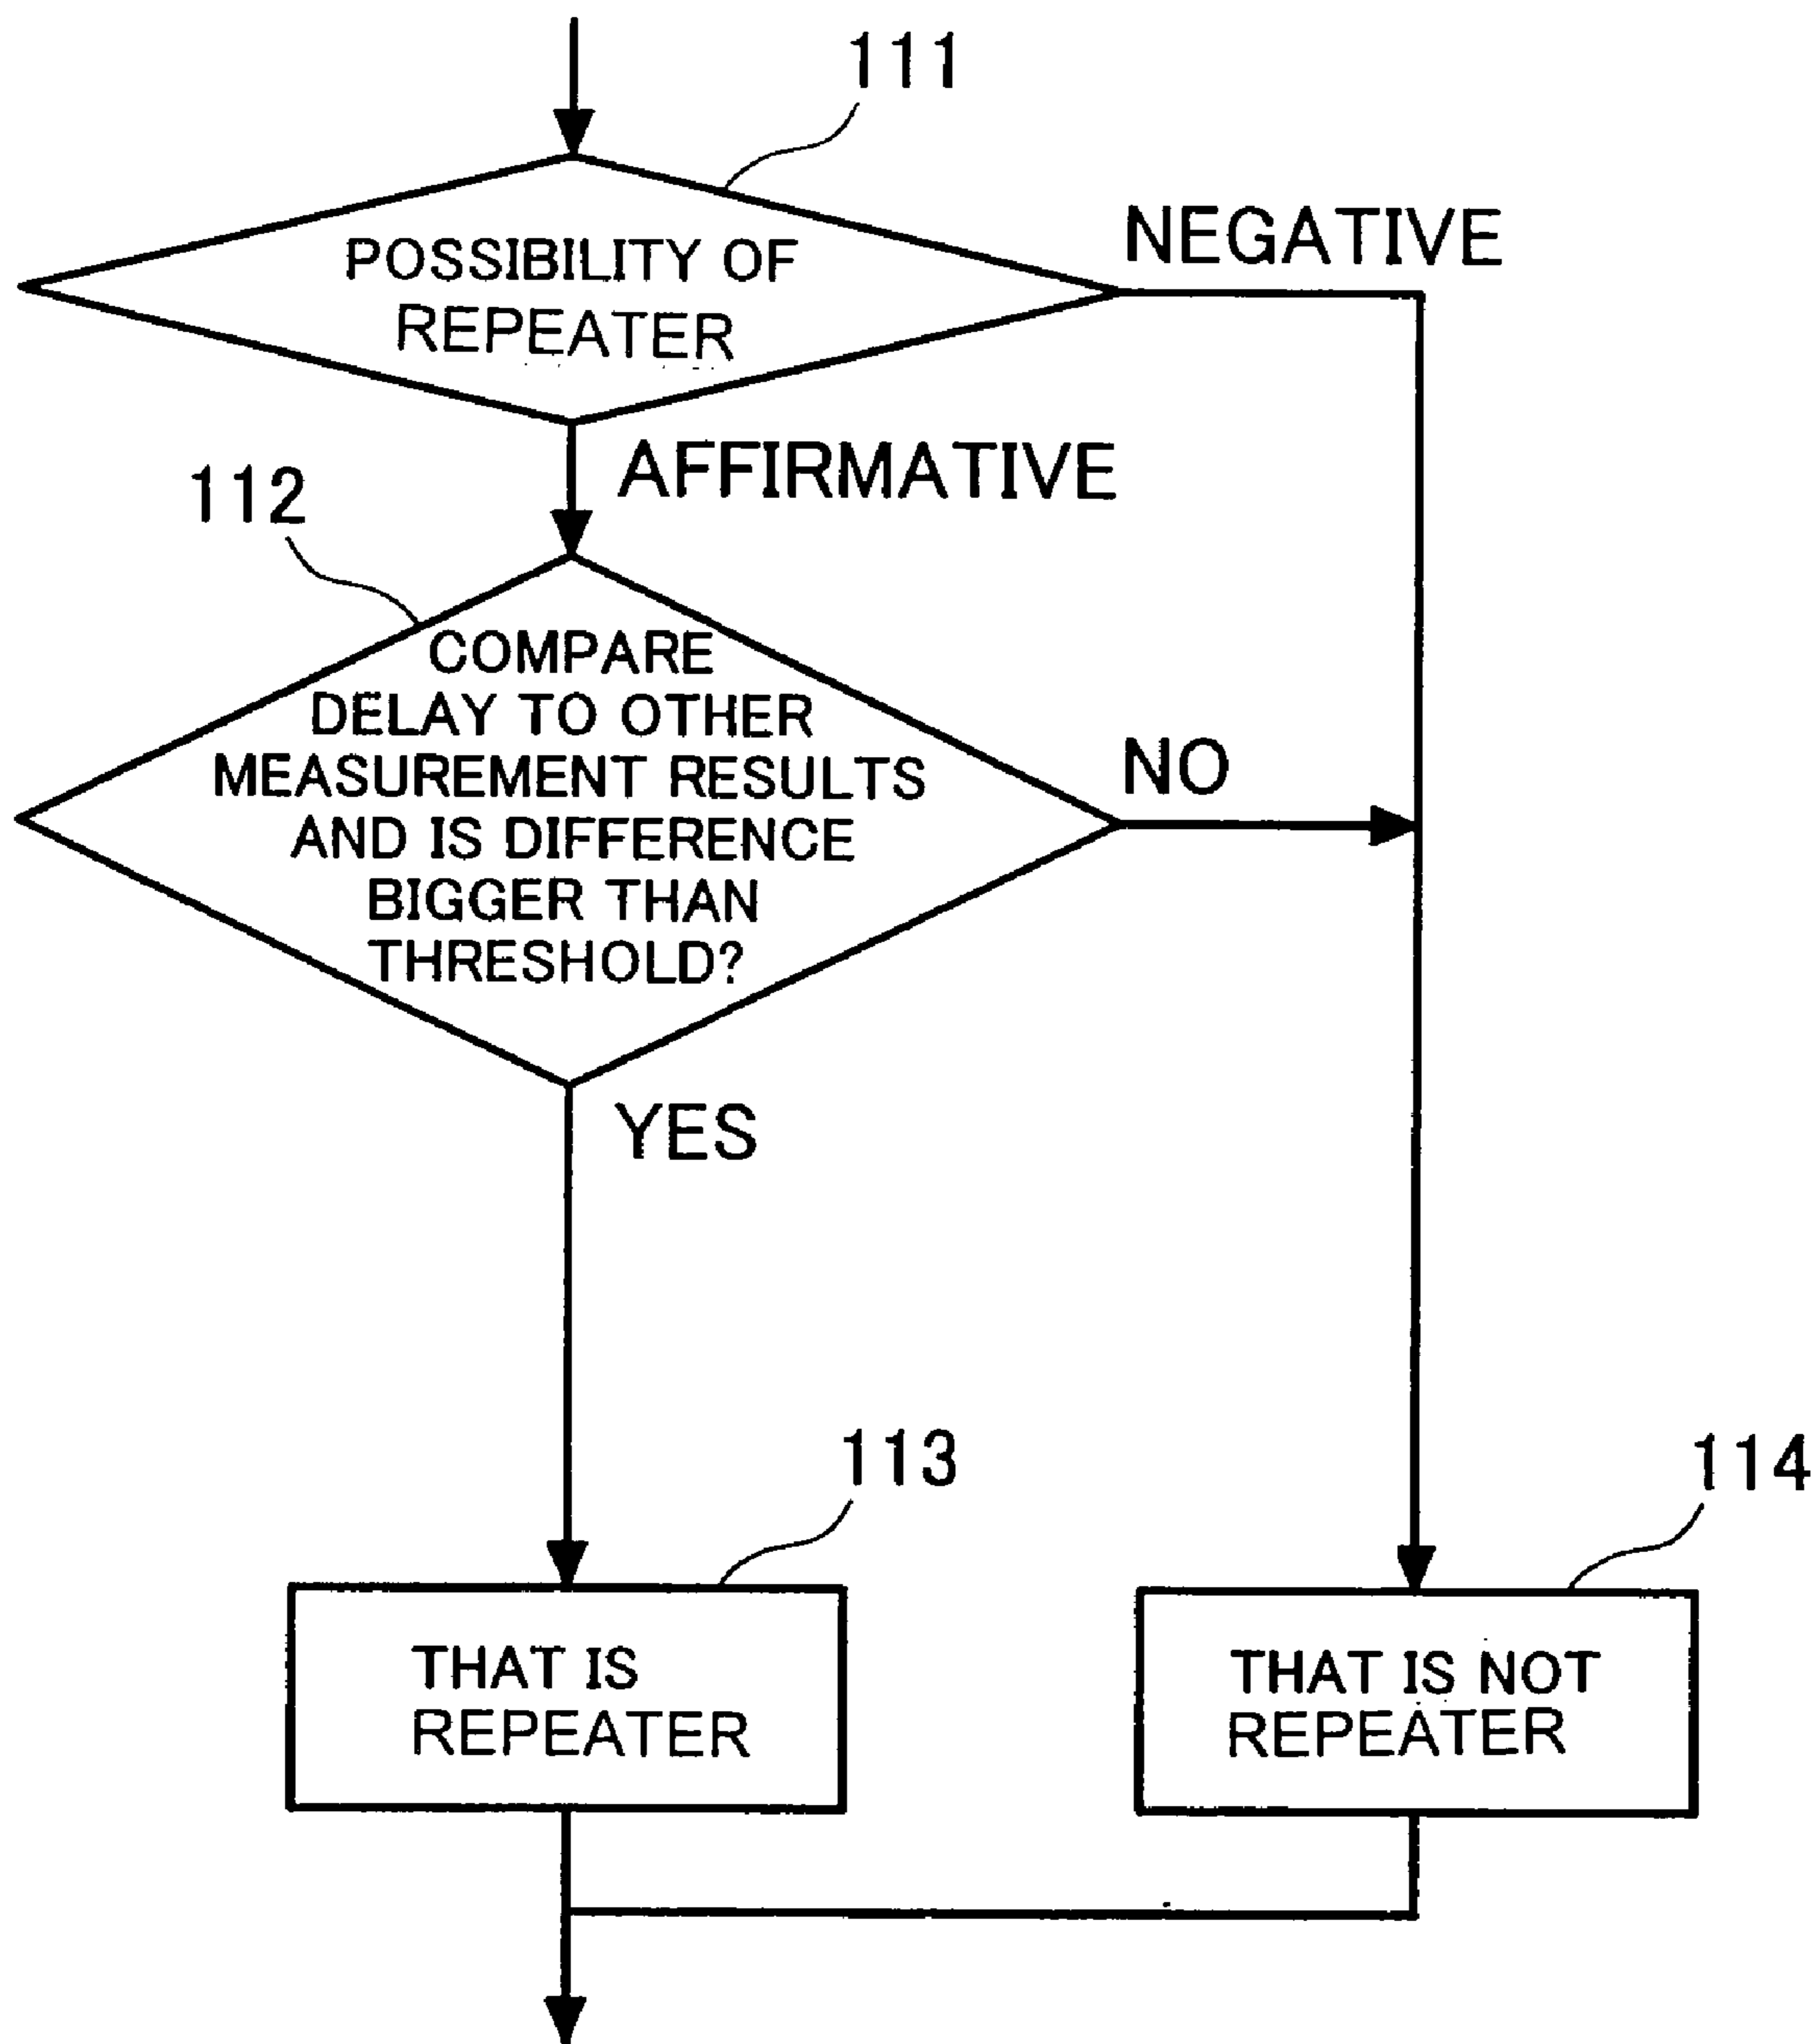 111
POSSIBILITY OF
REPEATER
NEGATIVE
AFFIRMATIVE
112
COMPARE
DELAY TO OTHER
MEASUREMENT RESULTS
AND IS DIFFERENCE
BIGGER THAN
THRESHOLD?
NO
YES
113
THAT IS
REPEATER
114
THAT IS NOT
REPEATER